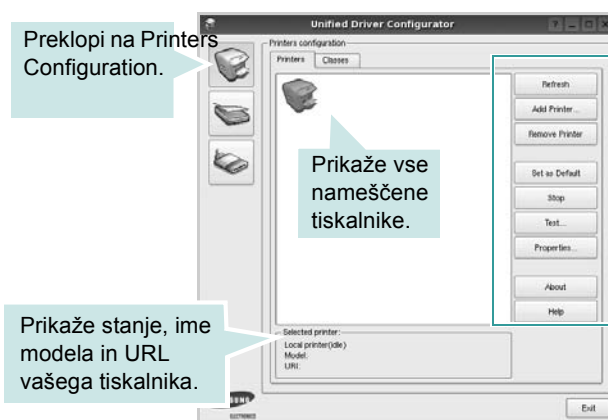 Unified Driver Configurator
Preklopi na Printers
Configuration.
Printers configuration
Printers Classes
Refresh
Add Printer...
Remove Printer
Set as Default
Stop
Test...
Properties...
About
Help
Prikaže vse
nameščene
tiskalnike.
Prikaže stanje, ime
modela in URL
vašega tiskalnika.
Selected printer:
Local printer(idle)
Model:
URI:
ELECTRONICS
Exit